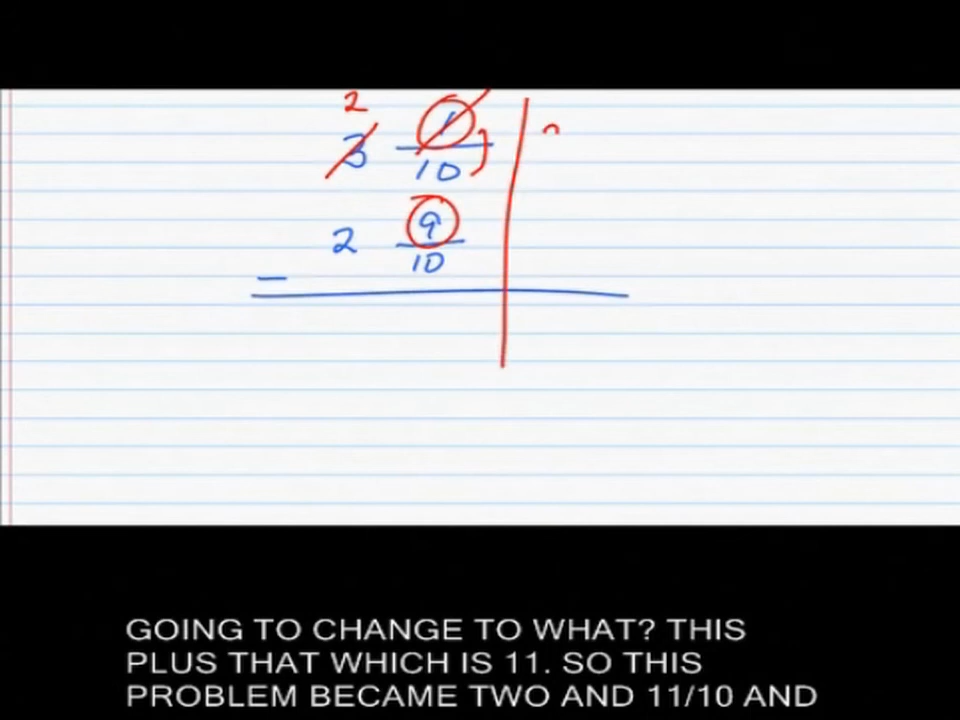 2
3 1/10
2 9/10
—
GOING TO CHANGE TO WHAT? THIS
PLUS THAT WHICH IS 11. SO THIS
PROBLEM BECAME TWO AND 11/10 AND